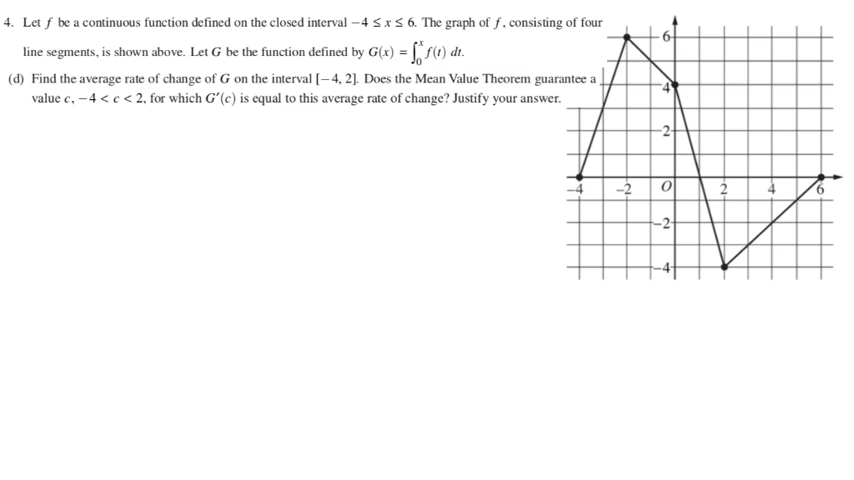 4. Let f be a continuous function defined on the closed interval −4 ≤ x ≤ 6. The graph of f, consisting of four
line segments, is shown above. Let G be the function defined by G(x) = ∫₀ˣ f(t) dt.
(d) Find the average rate of change of G on the interval [−4, 2]. Does the Mean Value Theorem guarantee a
value c, −4 < c < 2, for which G′(c) is equal to this average rate of change? Justify your answer.
6
4
2
−4 −2 O 2 4 6
−2
−4